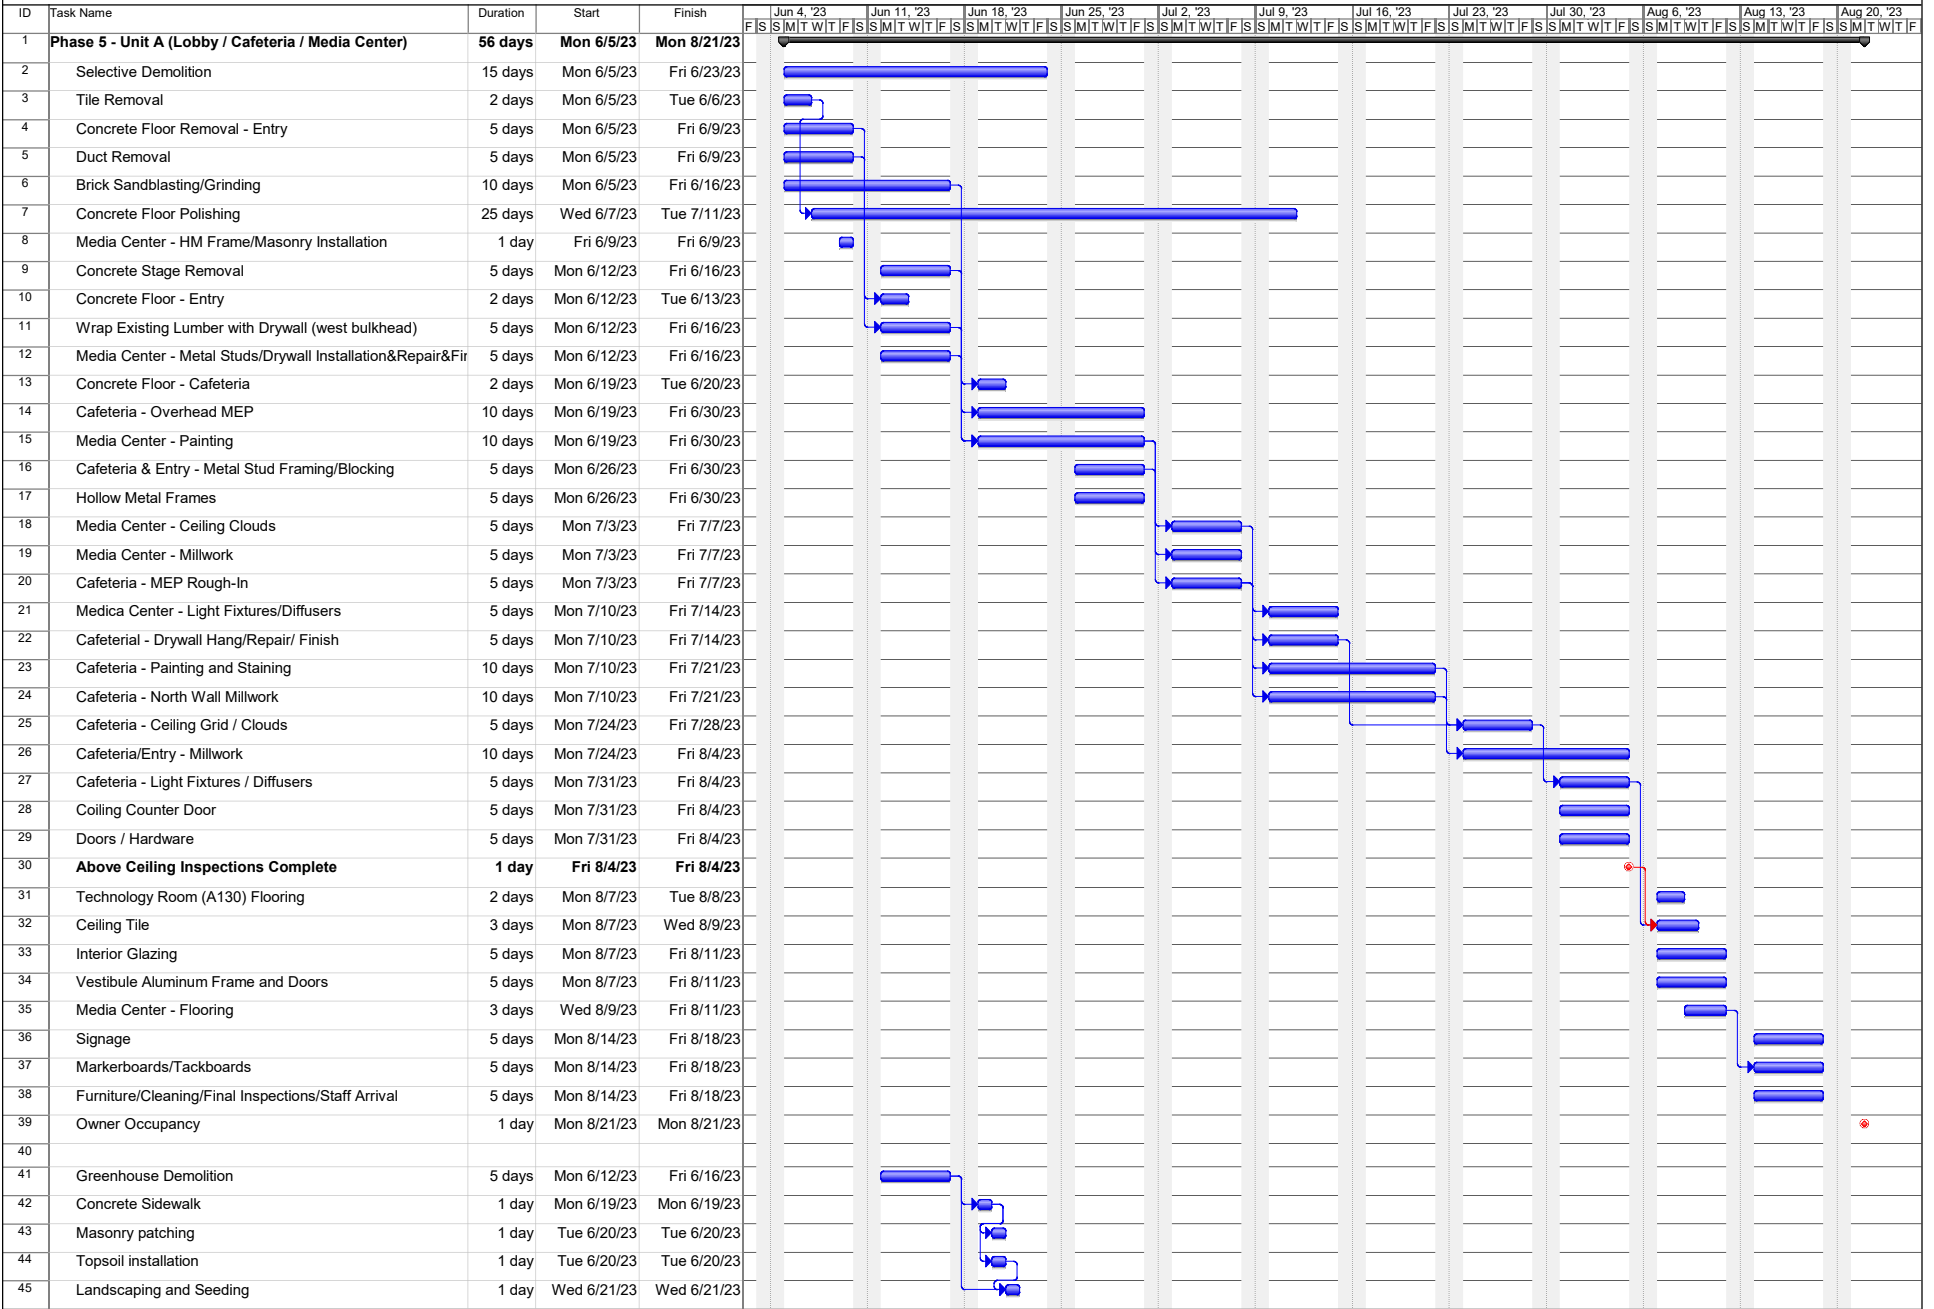 ID Task Name Duration Start Finish Jun 4, '23 Jun 11, '23 Jun 18, '23 Jun 25, '23 Jul 2, '23 Jul 9, '23 Jul 16, '23 Jul 23, '23 Jul 30, '23 Aug 6, '23 Aug 13, '23 Aug 20, '23
F S S M T W T F S S M T W T F S S M T W T F S S M T W T F S S M T W T F S S M T W T F S S M T W T F S S M T W T F S S M T W T F S S M T W T F S S M T W T F S S M T W T F
1 Phase 5 - Unit A (Lobby / Cafeteria / Media Center) 56 days Mon 6/5/23 Mon 8/21/23
2 Selective Demolition 15 days Mon 6/5/23 Fri 6/23/23
3 Tile Removal 2 days Mon 6/5/23 Tue 6/6/23
4 Concrete Floor Removal - Entry 5 days Mon 6/5/23 Fri 6/9/23
5 Duct Removal 5 days Mon 6/5/23 Fri 6/9/23
6 Brick Sandblasting/Grinding 10 days Mon 6/5/23 Fri 6/16/23
7 Concrete Floor Polishing 25 days Wed 6/7/23 Tue 7/11/23
8 Media Center - HM Frame/Masonry Installation 1 day Fri 6/9/23 Fri 6/9/23
9 Concrete Stage Removal 5 days Mon 6/12/23 Fri 6/16/23
10 Concrete Floor - Entry 2 days Mon 6/12/23 Tue 6/13/23
11 Wrap Existing Lumber with Drywall (west bulkhead) 5 days Mon 6/12/23 Fri 6/16/23
12 Media Center - Metal Studs/Drywall Installation&Repair&Fir 5 days Mon 6/12/23 Fri 6/16/23
13 Concrete Floor - Cafeteria 2 days Mon 6/19/23 Tue 6/20/23
14 Cafeteria - Overhead MEP 10 days Mon 6/19/23 Fri 6/30/23
15 Media Center - Painting 10 days Mon 6/19/23 Fri 6/30/23
16 Cafeteria & Entry - Metal Stud Framing/Blocking 5 days Mon 6/26/23 Fri 6/30/23
17 Hollow Metal Frames 5 days Mon 6/26/23 Fri 6/30/23
18 Media Center - Ceiling Clouds 5 days Mon 7/3/23 Fri 7/7/23
19 Media Center - Millwork 5 days Mon 7/3/23 Fri 7/7/23
20 Cafeteria - MEP Rough-In 5 days Mon 7/3/23 Fri 7/7/23
21 Medica Center - Light Fixtures/Diffusers 5 days Mon 7/10/23 Fri 7/14/23
22 Cafeterial - Drywall Hang/Repair/ Finish 5 days Mon 7/10/23 Fri 7/14/23
23 Cafeteria - Painting and Staining 10 days Mon 7/10/23 Fri 7/21/23
24 Cafeteria - North Wall Millwork 10 days Mon 7/10/23 Fri 7/21/23
25 Cafeteria - Ceiling Grid / Clouds 5 days Mon 7/24/23 Fri 7/28/23
26 Cafeteria/Entry - Millwork 10 days Mon 7/24/23 Fri 8/4/23
27 Cafeteria - Light Fixtures / Diffusers 5 days Mon 7/31/23 Fri 8/4/23
28 Coiling Counter Door 5 days Mon 7/31/23 Fri 8/4/23
29 Doors / Hardware 5 days Mon 7/31/23 Fri 8/4/23
30 Above Ceiling Inspections Complete 1 day Fri 8/4/23 Fri 8/4/23
31 Technology Room (A130) Flooring 2 days Mon 8/7/23 Tue 8/8/23
32 Ceiling Tile 3 days Mon 8/7/23 Wed 8/9/23
33 Interior Glazing 5 days Mon 8/7/23 Fri 8/11/23
34 Vestibule Aluminum Frame and Doors 5 days Mon 8/7/23 Fri 8/11/23
35 Media Center - Flooring 3 days Wed 8/9/23 Fri 8/11/23
36 Signage 5 days Mon 8/14/23 Fri 8/18/23
37 Markerboards/Tackboards 5 days Mon 8/14/23 Fri 8/18/23
38 Furniture/Cleaning/Final Inspections/Staff Arrival 5 days Mon 8/14/23 Fri 8/18/23
39 Owner Occupancy 1 day Mon 8/21/23 Mon 8/21/23
40
41 Greenhouse Demolition 5 days Mon 6/12/23 Fri 6/16/23
42 Concrete Sidewalk 1 day Mon 6/19/23 Mon 6/19/23
43 Masonry patching 1 day Tue 6/20/23 Tue 6/20/23
44 Topsoil installation 1 day Tue 6/20/23 Tue 6/20/23
45 Landscaping and Seeding 1 day Wed 6/21/23 Wed 6/21/23